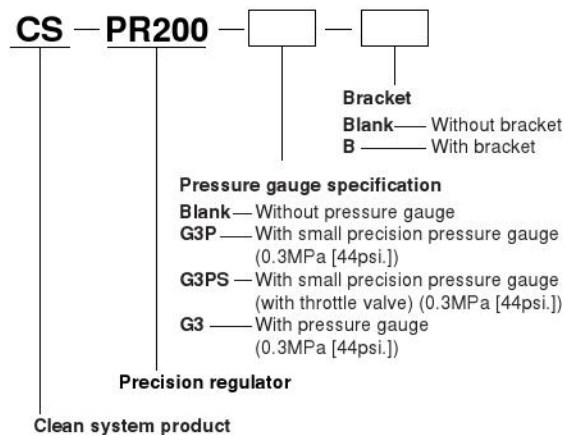 CS — PR200 — —
Bracket
Blank — Without bracket
B — With bracket
Pressure gauge specification
Blank — Without pressure gauge
G3P — With small precision pressure gauge
(0.3MPa [44psi.])
G3PS — With small precision pressure gauge
(with throttle valve) (0.3MPa [44psi.])
G3 — With pressure gauge
(0.3MPa [44psi.])
Precision regulator
Clean system product